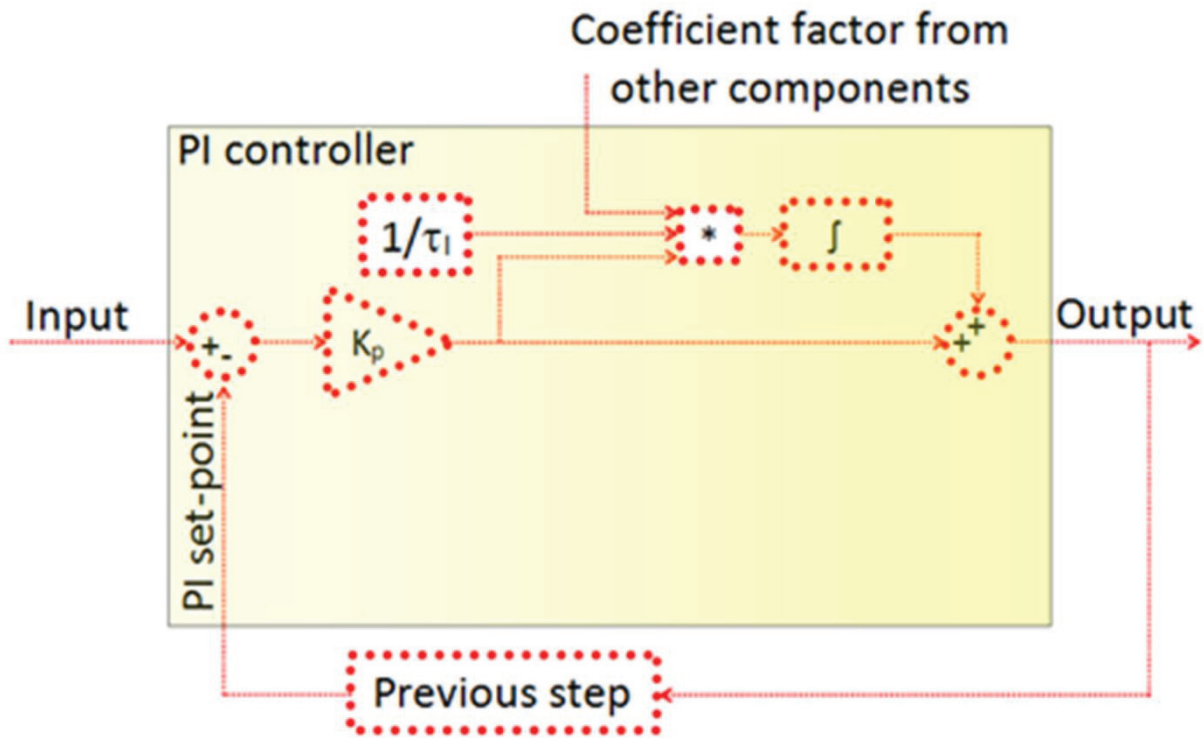 Coefficient factor from
other components
PI controller
1/τI
*
∫
Input
+
-
Kp
+
+
Output
PI set-point
Previous step